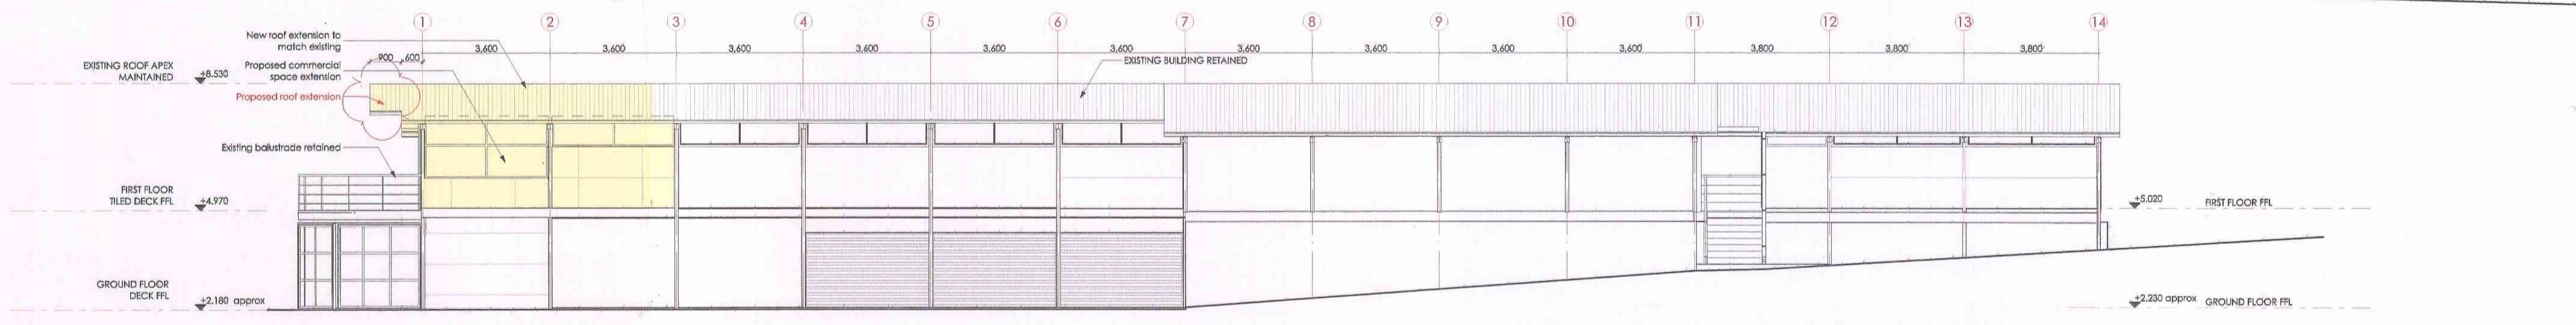 1 2 3 4 5 6 7 8 9 10 11 12 13 14
New roof extension to
match existing
3,600 3,600 3,600 3,600 3,600 3,600 3,600 3,600 3,600 3,600 3,800 3,800 3,800
900 600
Proposed commercial
space extension
EXISTING BUILDING RETAINED
EXISTING ROOF APEX
MAINTAINED
+8.530
Proposed roof extension
Existing balustrade retained
FIRST FLOOR
TILED DECK FFL
+4.970
+5.020 FIRST FLOOR FFL
GROUND FLOOR
DECK FFL
+2.180 approx
+2.230 approx GROUND FLOOR FFL